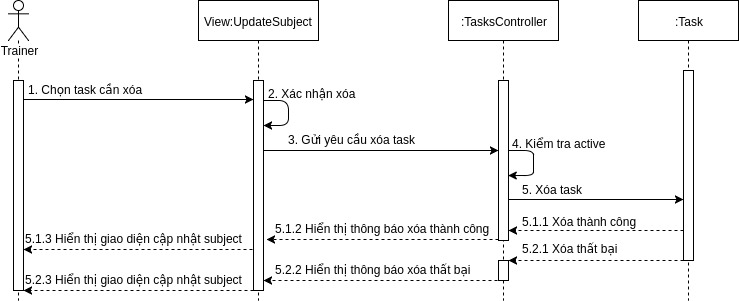 View:UpdateSubject
:TasksController
:Task
Trainer
1. Chọn task cần xóa
2. Xác nhận xóa
3. Gửi yêu cầu xóa task
4. Kiểm tra active
5. Xóa task
5.1.1 Xóa thành công
5.1.2 Hiển thị thông báo xóa thành công
5.1.3 Hiển thị giao diện cập nhật subject
5.2.1 Xóa thất bại
5.2.2 Hiển thị thông báo xóa thất bại
5.2.3 Hiển thị giao diện cập nhật subject